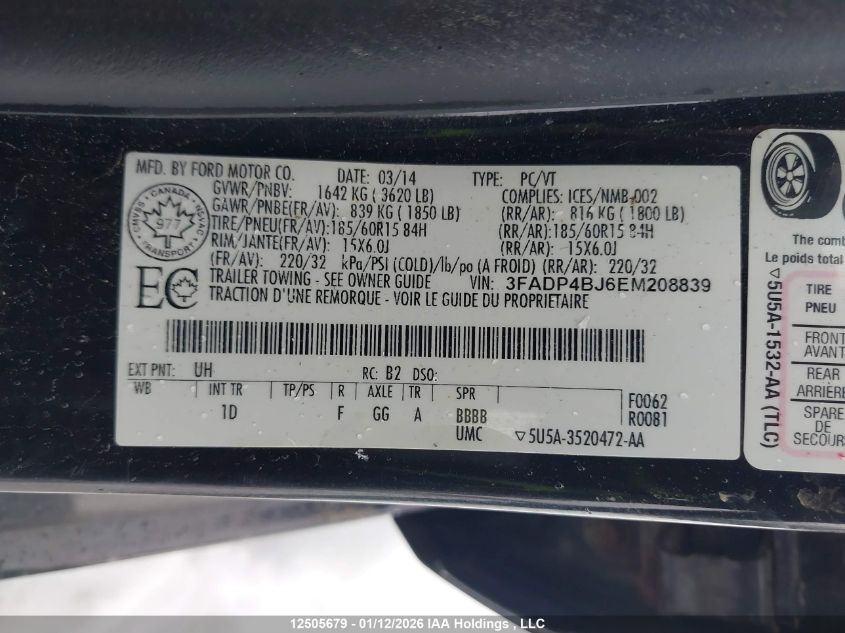 MFD. BY FORD MOTOR CO. DATE: 03/14 TYPE: PC/VT
GVWR/PNBV: 1642 KG ( 3620 LB) COMPLIES: ICES/NMB-002
GAWR/PNBE(FR/AV): 839 KG ( 1850 LB) (RR/AR): 816 KG ( 1800 LB)
TIRE/PNEU(FR/AV): 185/60R15 84H (RR/AR): 185/60R15 84H
RIM/JANTE(FR/AV): 15X6.0J (RR/AR): 15X6.0J
(FR/AV): 220/32 kPa/PSI (COLD)/lb/po (A FROID) (RR/AR): 220/32
TRAILER TOWING - SEE OWNER GUIDE VIN: 3FADP4BJ6EM208839
TRACTION D'UNE REMORQUE - VOIR LE GUIDE DU PROPRIETAIRE
CANADA
CMVSS - NSVAC
977
TRANSPORT
EC
EXT PNT: UH RC: B2 DSO:
WB INT TR TP/PS R AXLE TR SPR
1D F GG A BBBB
F0062
R0081
UMC ▽5U5A-3520472-AA
The comb
Le poids total
▽5U5A-1532-AA (TLC)
TIRE
PNEU
FRONT
AVANT
REAR
ARRIÈRE
SPARE
DE
SECOURS
12505679 - 01/12/2026 IAA Holdings , LLC